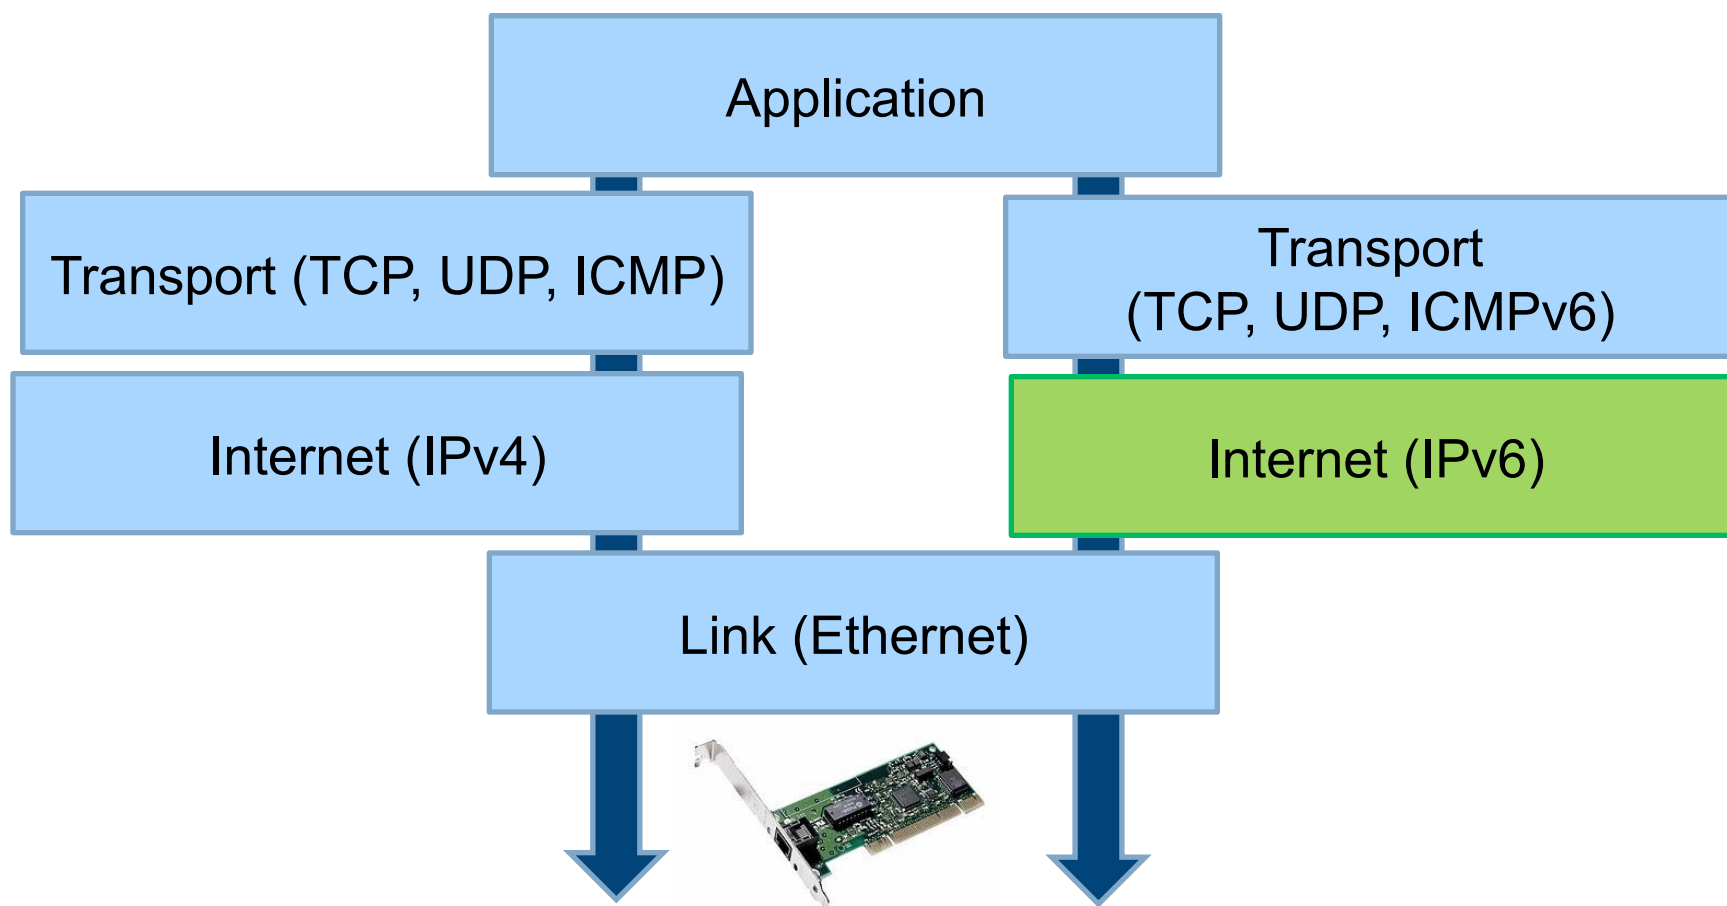 Application
Transport (TCP, UDP, ICMP)
Transport
(TCP, UDP, ICMPv6)
Internet (IPv4)
Internet (IPv6)
Link (Ethernet)